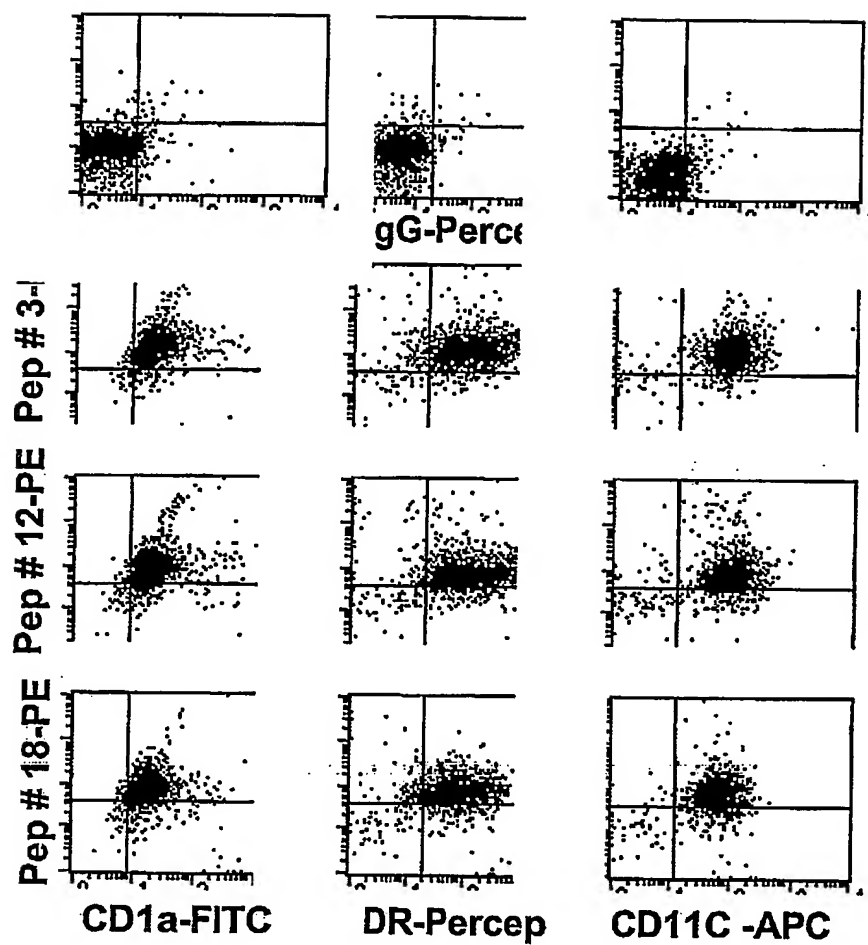 gG-Perce
Pep # 3-
Pep # 12-PE
Pep # 18-PE
CD1a-FITC
DR-Percep
CD11C -APC